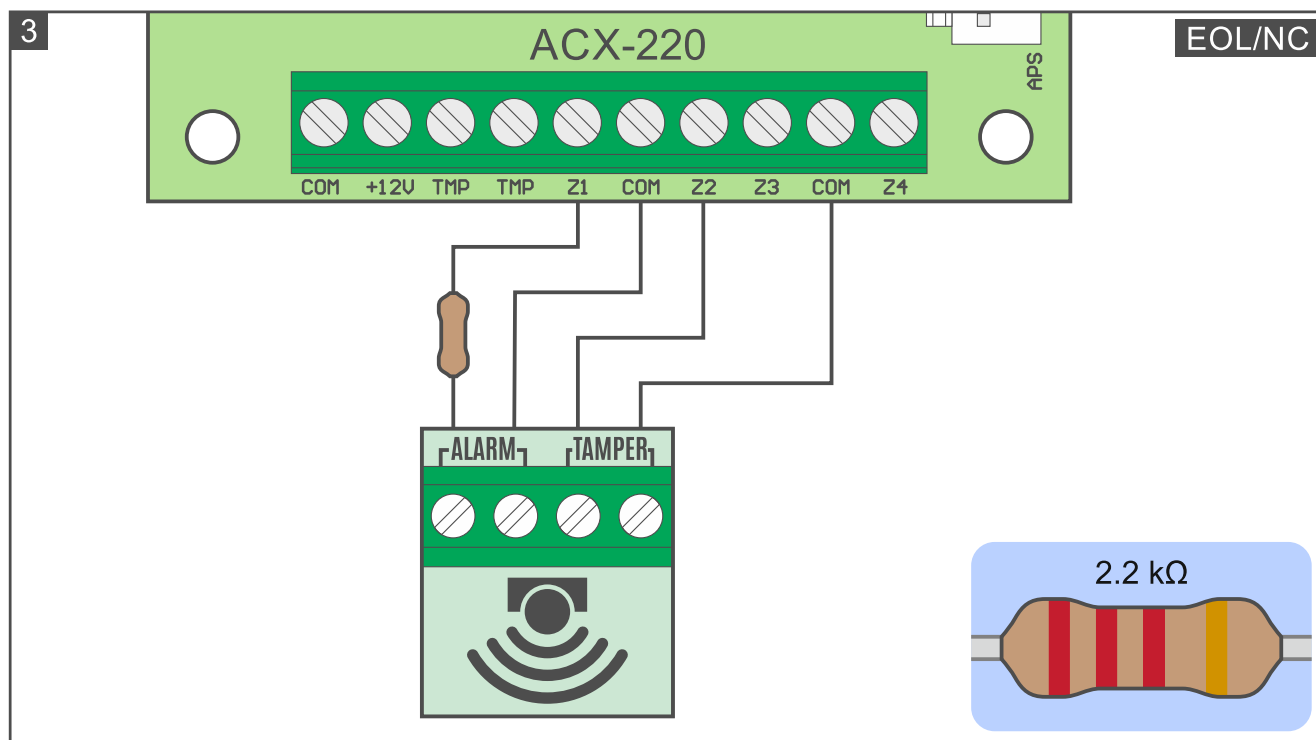 3
EOL/NC
ACX-220
APS
COM +12V TMP TMP Z1 COM Z2 Z3 COM Z4
ALARM TAMPER
2.2 kΩ